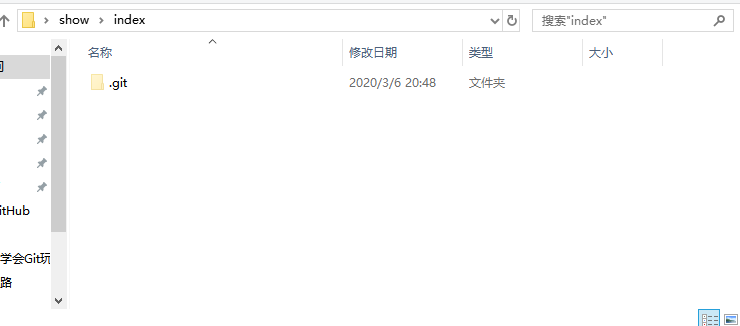 show › index
搜索"index"
名称 修改日期 类型 大小
.git 2020/3/6 20:48 文件夹
itHub
学会Git玩
路